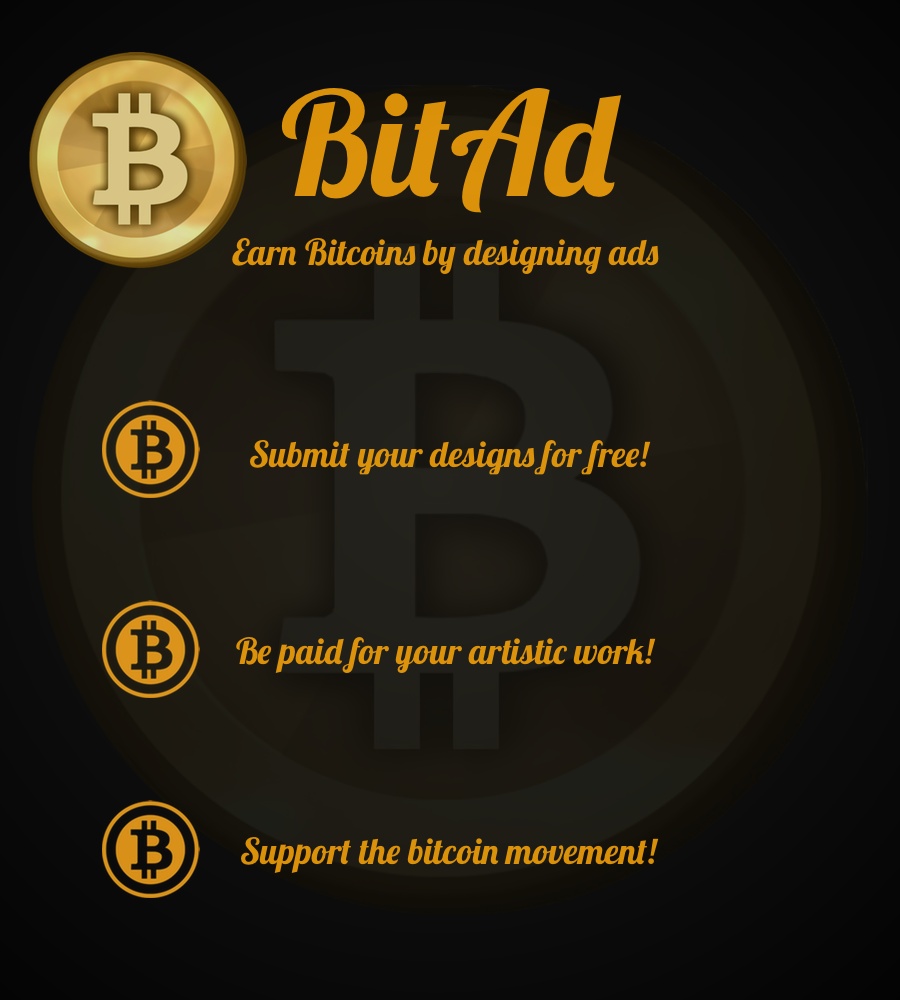 BitAd
Earn Bitcoins by designing ads
Submit your designs for free!
Be paid for your artistic work!
Support the bitcoin movement!